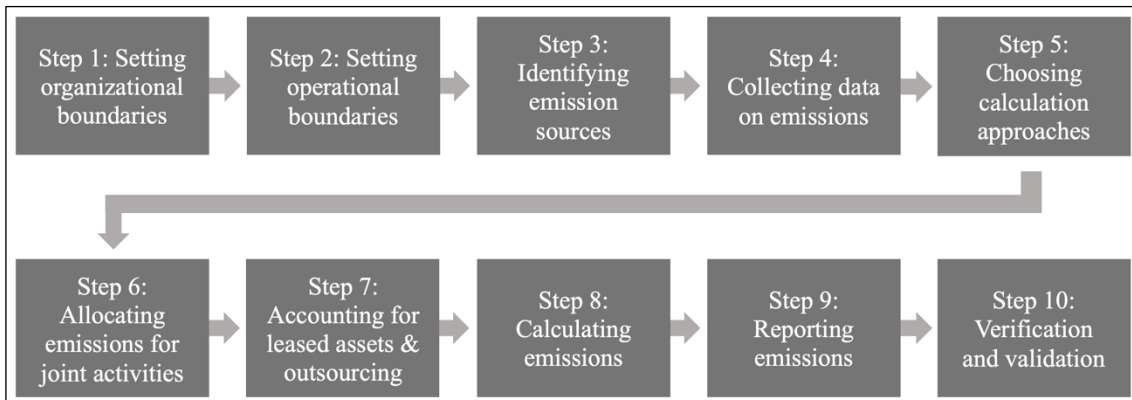 Step 1: Setting
organizational
boundaries
Step 2: Setting
operational
boundaries
Step 3:
Identifying
emission
sources
Step 4:
Collecting data
on emissions
Step 5:
Choosing
calculation
approaches
Step 6:
Allocating
emissions for
joint activities
Step 7:
Accounting for
leased assets &
outsourcing
Step 8:
Calculating
emissions
Step 9:
Reporting
emissions
Step 10:
Verification
and validation